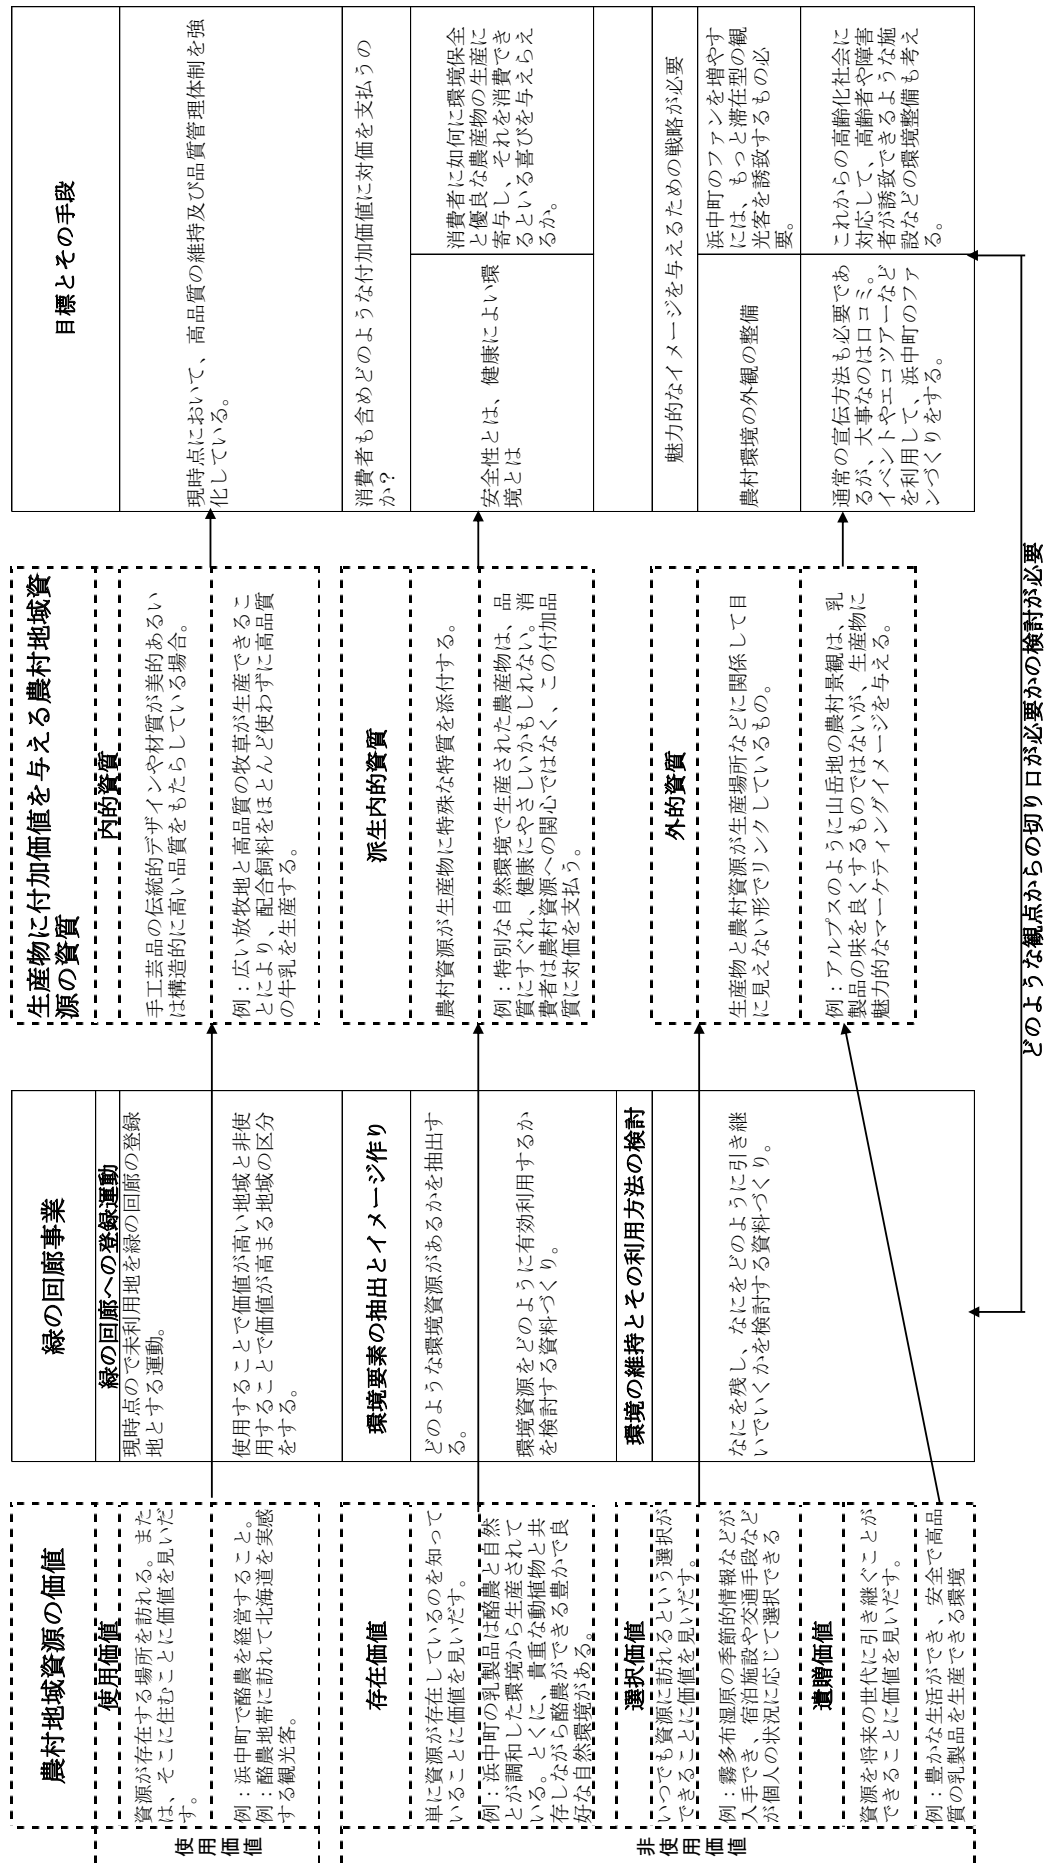 農村地域資源の価値
使用価値
資源が存在する場所を訪れる。また
は、そこに住むことに価値を見いだ
す。
例：浜中町で酪農を経営すること。
例：酪農地帯に訪れて北海道を実感
する観光客。
使用価値
存在価値
単に資源が存在しているのを知って
いることに価値を見いだす。
例：浜中町の乳製品は酪農と自然
とが調和した環境から生産されて
いる。とくに、貴重な動植物と共
存しながら酪農ができる豊かで良
好な自然環境がある。
選択価値
いつでも資源に訪れるという選択が
できることに価値を見いだす。
例：霧多布湿原の季節的情報などが
入手でき、宿泊施設や交通手段など
が個人の状況に応じて選択できる
遺贈価値
資源を将来の世代に引き継ぐことが
できることに価値を見いだす。
例：豊かな生活ができ、安全で高品
質の乳製品を生産できる環境
非使用価値
緑の回廊事業
緑の回廊への登録運動
現時点ので未利用地を緑の回廊の登録
地とする運動。
使用することで価値が高い地域と非使
用することで価値が高まる地域の区分
をする。
環境要素の抽出とイメージ作り
どのような環境資源があるかを抽出す
る。
環境資源をどのように有効利用するか
を検討する資料づくり。
環境の維持とその利用方法の検討
なにを残し、なにをどのように引き継
いでいくかを検討する資料づくり。
生産物に付加価値を与える農村地域資
源の資質
内的資質
手工芸品の伝統的デザインや材質が美的あるい
は構造的に高い品質をもたらしている場合。
例：広い放牧地と高品質の牧草が生産できるこ
とにより、配合飼料をほとんど使わずに高品質
の牛乳を生産する。
派生内的資質
農村資源が生産物に特殊な特質を添付する。
例：特別な自然環境で生産された農産物は、品
質にすぐれ、健康にやさしいかもしれない。消
費者は農村資源への関心ではなく、この付加品
質に対価を支払う。
外的資質
生産物と農村資源が生産場所などに関係して目
に見えない形でリンクしているもの。
例：アルプスのように山岳地の農村景観は、乳
製品の味を良くするものではないが、生産物に
魅力的なマーケティングイメージを与える。
目標とその手段
現時点において、高品質の維持及び品質管理体制を強
化している。
消費者も含めどのような付加価値に対価を支払うの
か？
安全性とは、健康によい環
境とは
消費者に如何に環境保全
と優良な農産物の生産に
寄与し、それを消費でき
るという喜びを与えらえ
るか。
魅力的なイメージを与えるための戦略が必要
農村環境の外観の整備
浜中町のファンを増やす
には、もっと滞在型の観
光客を誘致するもの必
要。
通常の宣伝方法も必要であ
るが、大事なのは口コミ。
イベントやエコツアーなど
を利用して、浜中町のファ
ンづくりをする。
これからの高齢化社会に
対応して、高齢者や障害
者が誘致できるような施
設などの環境整備も考え
る。
どのような観点からの切り口が必要かの検討が必要